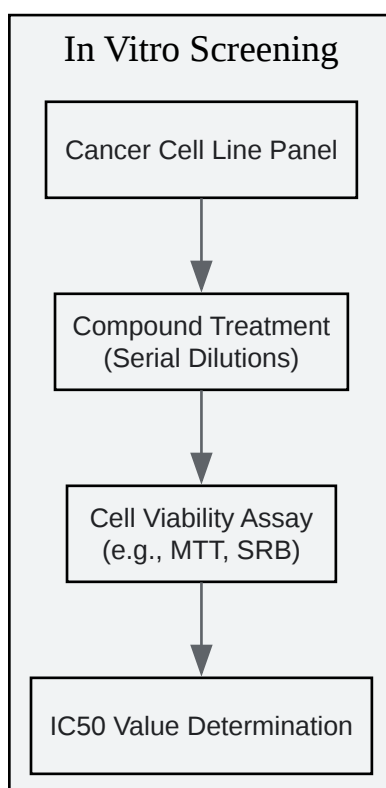 In Vitro Screening
Cancer Cell Line Panel
Compound Treatment
(Serial Dilutions)
Cell Viability Assay
(e.g., MTT, SRB)
IC50 Value Determination